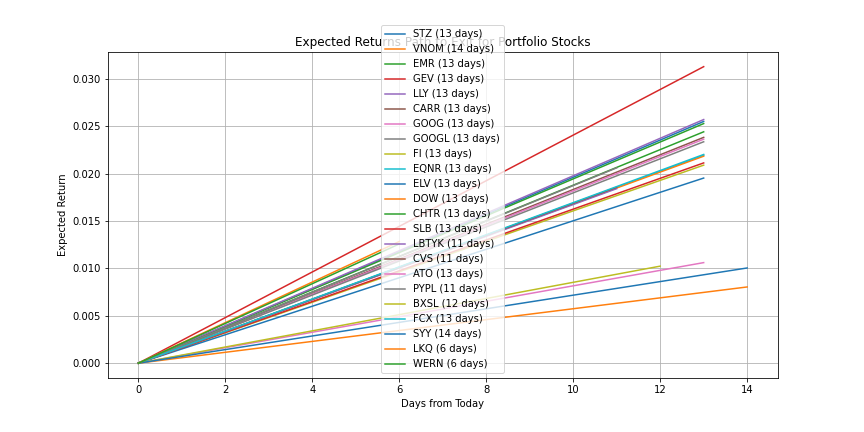 Expected Returns Path to Exit for Portfolio Stocks
STZ (13 days)
VNOM (14 days)
EMR (13 days)
GEV (13 days)
LLY (13 days)
CARR (13 days)
GOOG (13 days)
GOOGL (13 days)
FI (13 days)
EQNR (13 days)
ELV (13 days)
DOW (13 days)
CHTR (13 days)
SLB (13 days)
LBTYK (11 days)
CVS (11 days)
ATO (13 days)
PYPL (11 days)
BXSL (12 days)
FCX (13 days)
SYY (14 days)
LKQ (6 days)
WERN (6 days)
Expected Return
0.030
0.025
0.020
0.015
0.010
0.005
0.000
0 2 4 6 8 10 12 14
Days from Today